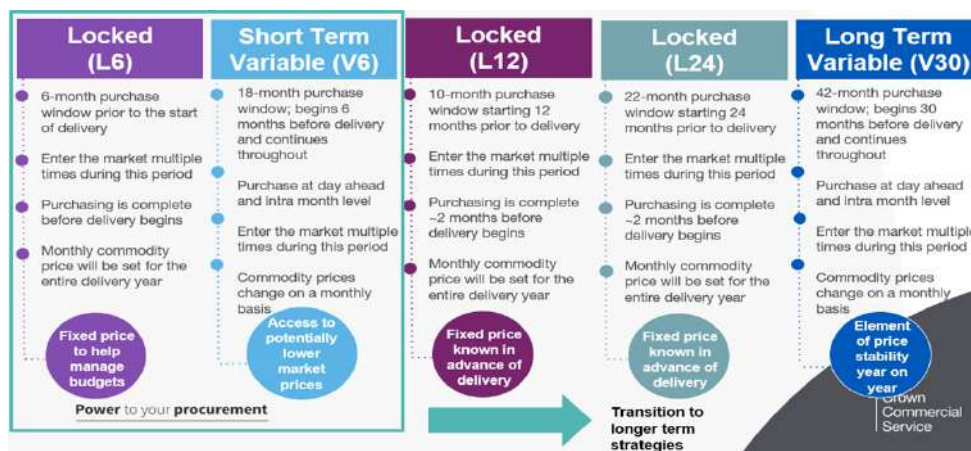 Locked
(L6)
6-month purchase
window prior to the start
of delivery
Enter the market multiple
times during this period
Purchasing is complete
before delivery begins
Monthly commodity
price will be set for the
entire delivery year
Fixed price
to help
manage
budgets
Short Term
Variable (V6)
18-month purchase
window; begins 6
months before delivery
and continues
throughout
Purchase at day ahead
and intra month level
Enter the market multiple
times during this period
Commodity prices
change on a monthly
basis
Access to
potentially
lower
market
prices
Power to your procurement
Locked
(L12)
10-month purchase
window starting 12
months prior to delivery
Enter the market multiple
times during this period
Purchasing is complete
~2 months before
delivery begins
Monthly commodity
price will be set for the
entire delivery year
Fixed price
known in
advance of
delivery
Locked
(L24)
22-month purchase
window starting 24
months prior to delivery
Enter the market multiple
times during this period
Purchasing is complete
~2 months before
delivery begins
Monthly commodity
price will be set for the
entire delivery year
Fixed price
known in
advance of
delivery
Transition to
longer term
strategies
Long Term
Variable (V30)
42-month purchase
window; begins 30
months before delivery
and continues
throughout
Purchase at day ahead
and intra month level
Enter the market multiple
times during this period
Commodity prices
change on a monthly
basis
Element
of price
stability
year on
year
Crown
Commercial
Service